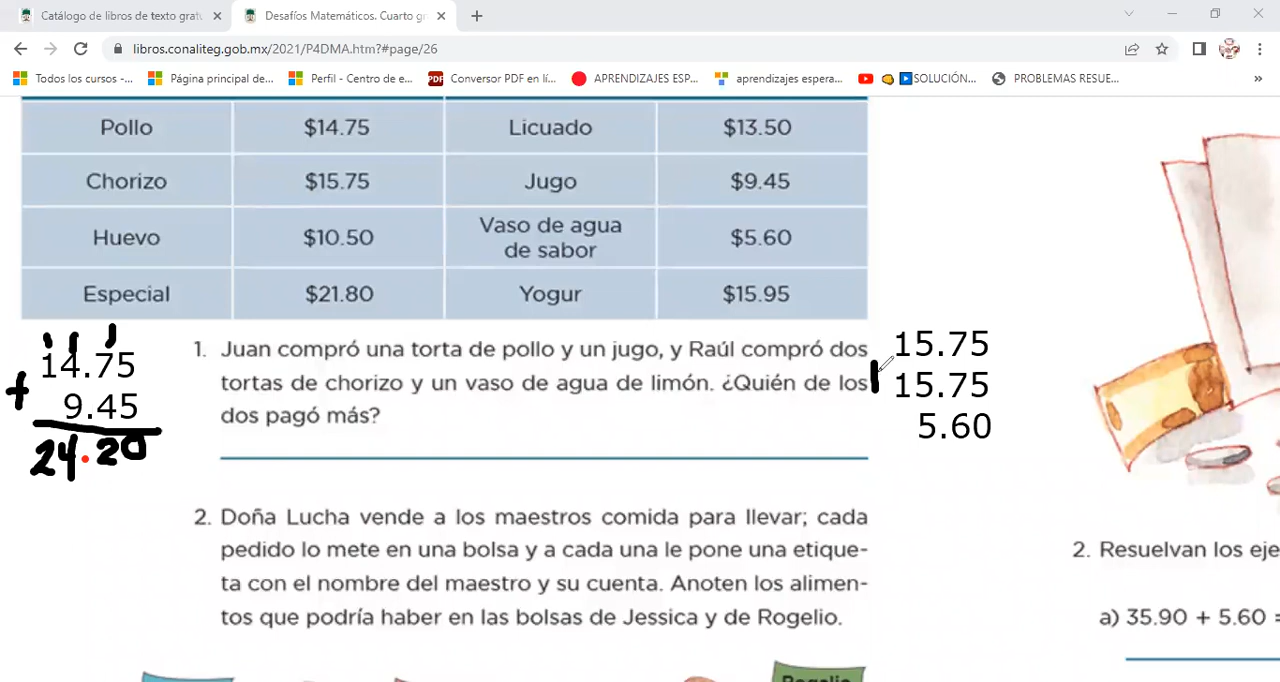 Catálogo de libros de texto gratu
Desafíos Matemáticos. Cuarto gr
libros.conaliteg.gob.mx/2021/P4DMA.htm?#page/26
Todos los cursos -... Página principal de... Perfil - Centro de e... PDF Conversor PDF en lí... APRENDIZAJES ESP... aprendizajes espera... SOLUCIÓN... PROBLEMAS RESUE... »
Pollo $14.75 Licuado $13.50
Chorizo $15.75 Jugo $9.45
Huevo $10.50 Vaso de agua de sabor $5.60
Especial $21.80 Yogur $15.95
1 1 1
14.75
+ 9.45
24.20
1. Juan compró una torta de pollo y un jugo, y Raúl compró dos
tortas de chorizo y un vaso de agua de limón. ¿Quién de los
dos pagó más?
15.75
15.75
5.60
2. Doña Lucha vende a los maestros comida para llevar; cada
pedido lo mete en una bolsa y a cada una le pone una etique-
ta con el nombre del maestro y su cuenta. Anoten los alimen-
tos que podría haber en las bolsas de Jessica y de Rogelio.
Rogelio
2. Resuelvan los eje
a) 35.90 + 5.60 =